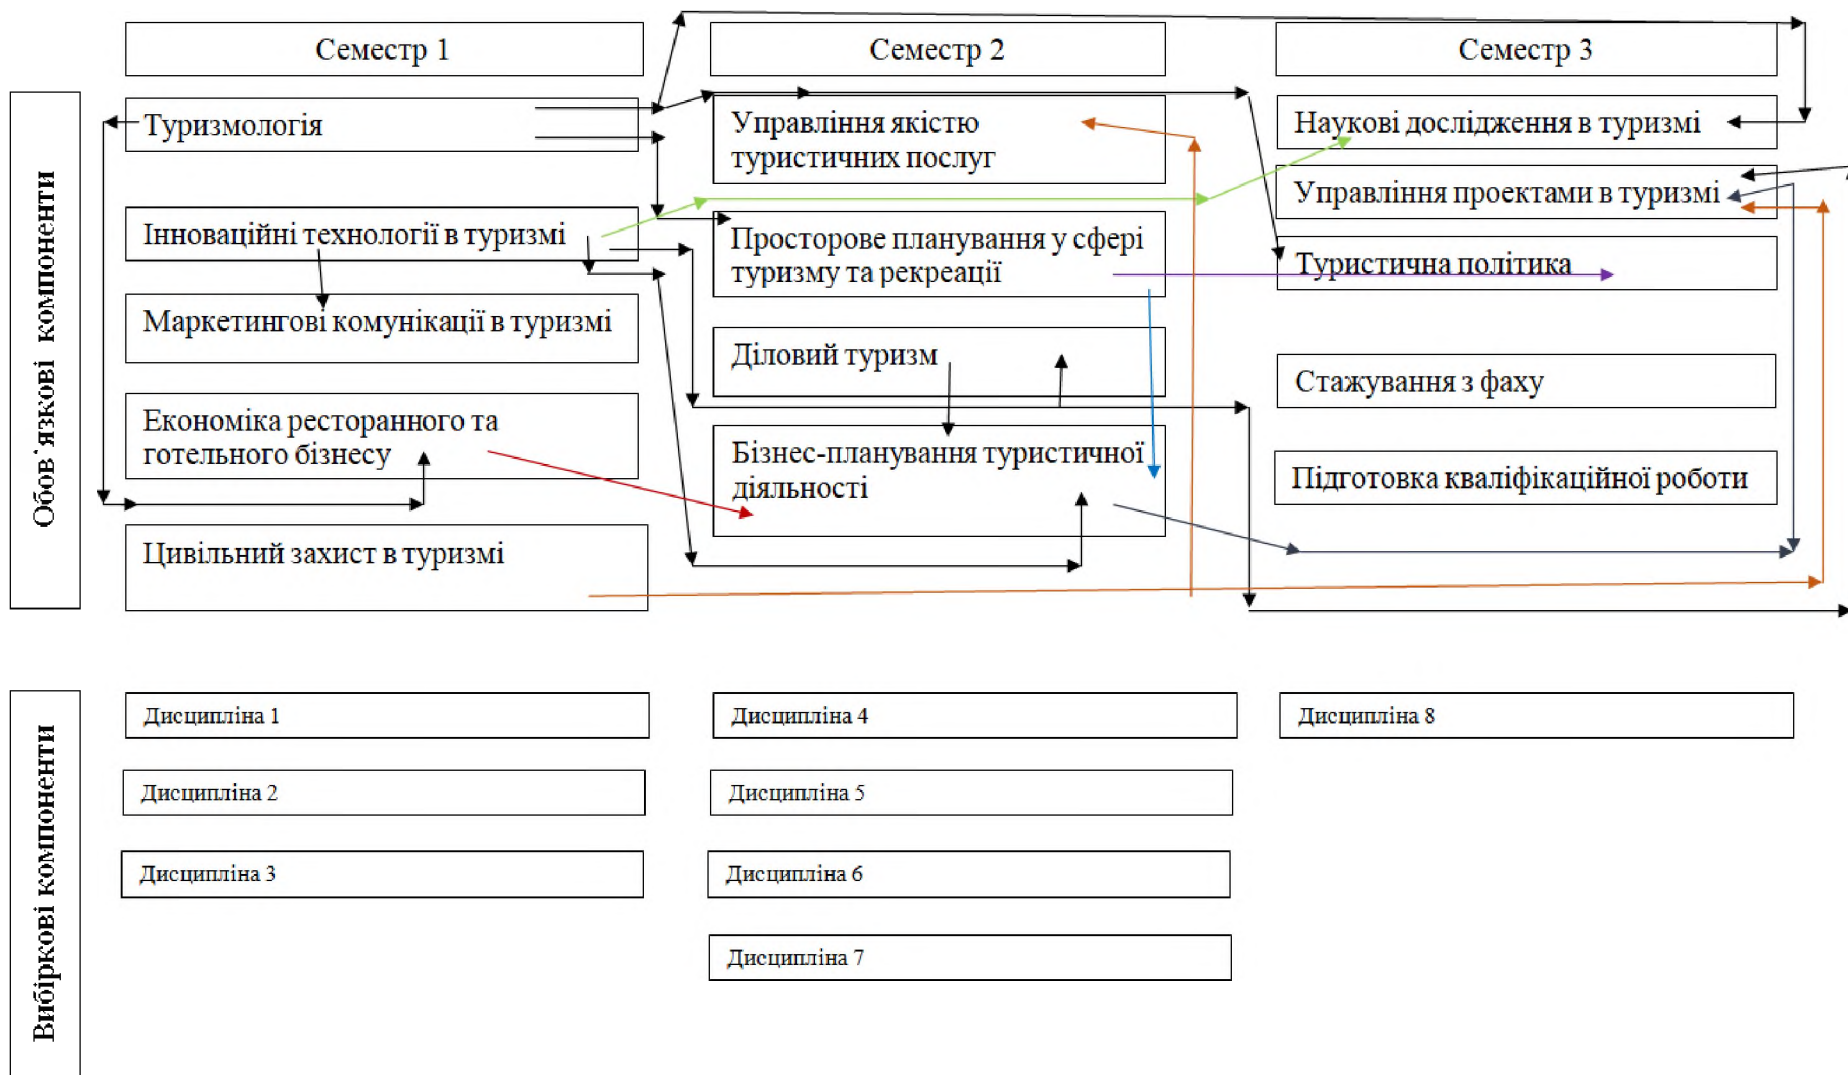 Семестр 1
Семестр 2
Семестр 3
Обов`язкові компоненти
Туризмологія
Інноваційні технології в туризмі
Маркетингові комунікації в туризмі
Економіка ресторанного та
готельного бізнесу
Цивільний захист в туризмі
Управління якістю
туристичних послуг
Просторове планування у сфері
туризму та рекреації
Діловий туризм
Бізнес-планування туристичної
діяльності
Наукові дослідження в туризмі
Управління проектами в туризмі
Туристична політика
Стажування з фаху
Підготовка кваліфікаційної роботи
Вибіркові компоненти
Дисципліна 1
Дисципліна 2
Дисципліна 3
Дисципліна 4
Дисципліна 5
Дисципліна 6
Дисципліна 7
Дисципліна 8